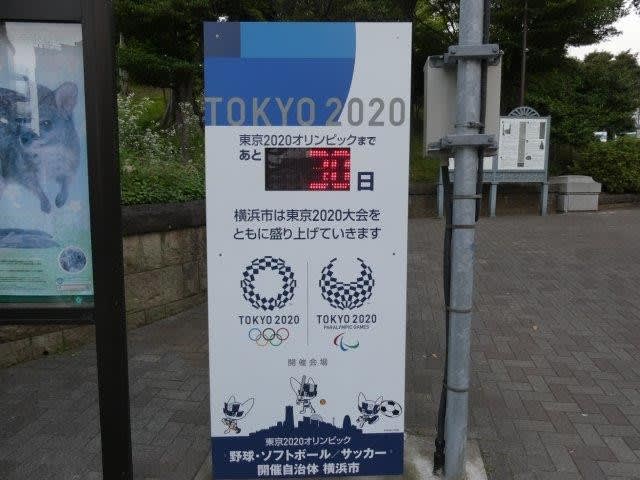 TOKYO 2020
東京2020オリンピックまで
あと
30
日
横浜市は東京2020大会を
ともに盛り上げていきます
TOKYO 2020
TOKYO 2020
PARALYMPIC GAMES
開催会場
東京2020オリンピック
野球・ソフトボール/サッカー
開催自治体 横浜市